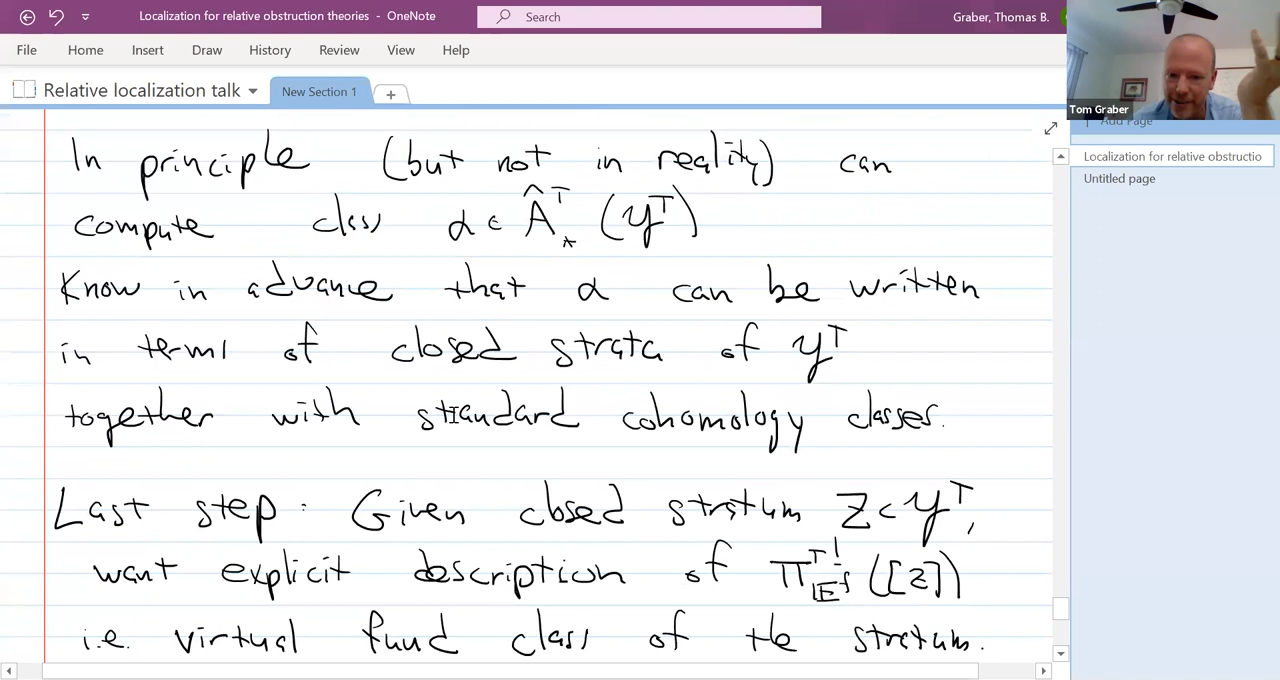 Localization for relative obstruction theories - OneNote
Search
Graber, Thomas B.
File Home Insert Draw History Review View Help
Relative localization talk
New Section 1
Tom Graber
Add Page
Localization for relative obstructio
Untitled page
In principle (but not in reality) can
compute class α ∈ Â^T_* (Y^T)
Know in advance that α can be written
in terms of closed strata of Y^T
together with standard cohomology classes.
Last step: Given closed stratum Z ⊂ Y^T,
want explicit description of π^{T!}_{E^f} ([Z])
i.e. virtual fund class of the stratum.